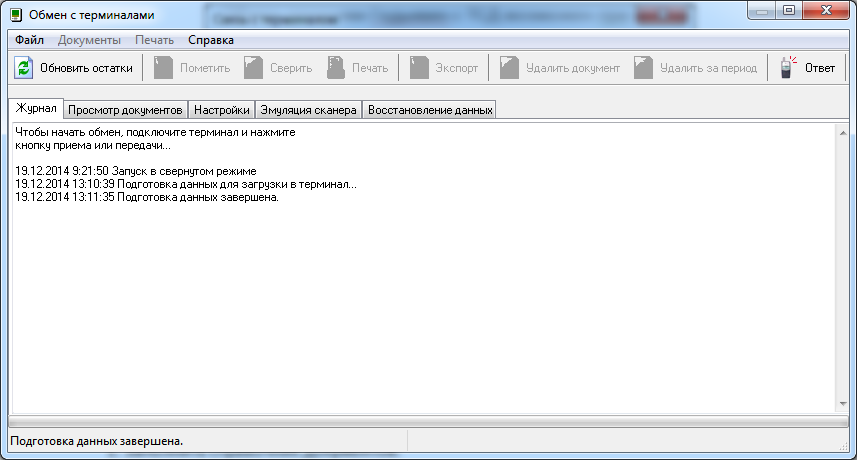 Обмен с терминалами
Файл Документы Печать Справка
Обновить остатки Пометить Сверить Печать Экспорт Удалить документ Удалить за период Ответ
Журнал Просмотр документов Настройки Эмуляция сканера Восстановление данных
Чтобы начать обмен, подключите терминал и нажмите
кнопку приема или передачи...
19.12.2014 9:21:50 Запуск в свернутом режиме
19.12.2014 13:10:39 Подготовка данных для загрузки в терминал...
19.12.2014 13:11:35 Подготовка данных завершена.
Подготовка данных завершена.